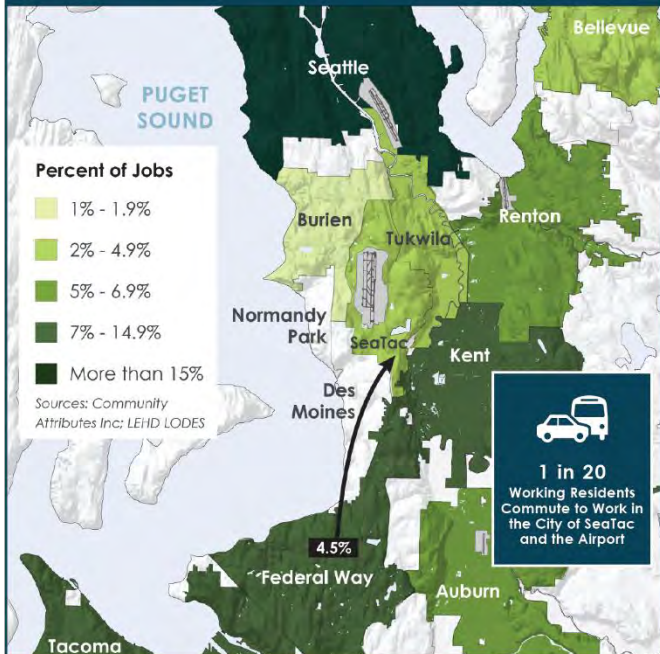 Bellevue
Seattle
PUGET
SOUND
Percent of Jobs
1% - 1.9%
2% - 4.9%
5% - 6.9%
7% - 14.9%
More than 15%
Sources: Community
Attributes Inc; LEHD LODES
Burien
Tukwila
Renton
Normandy
Park
SeaTac
Kent
Des
Moines
1 in 20
Working Residents
Commute to Work in
the City of SeaTac
and the Airport
4.5%
Federal Way
Auburn
Tacoma